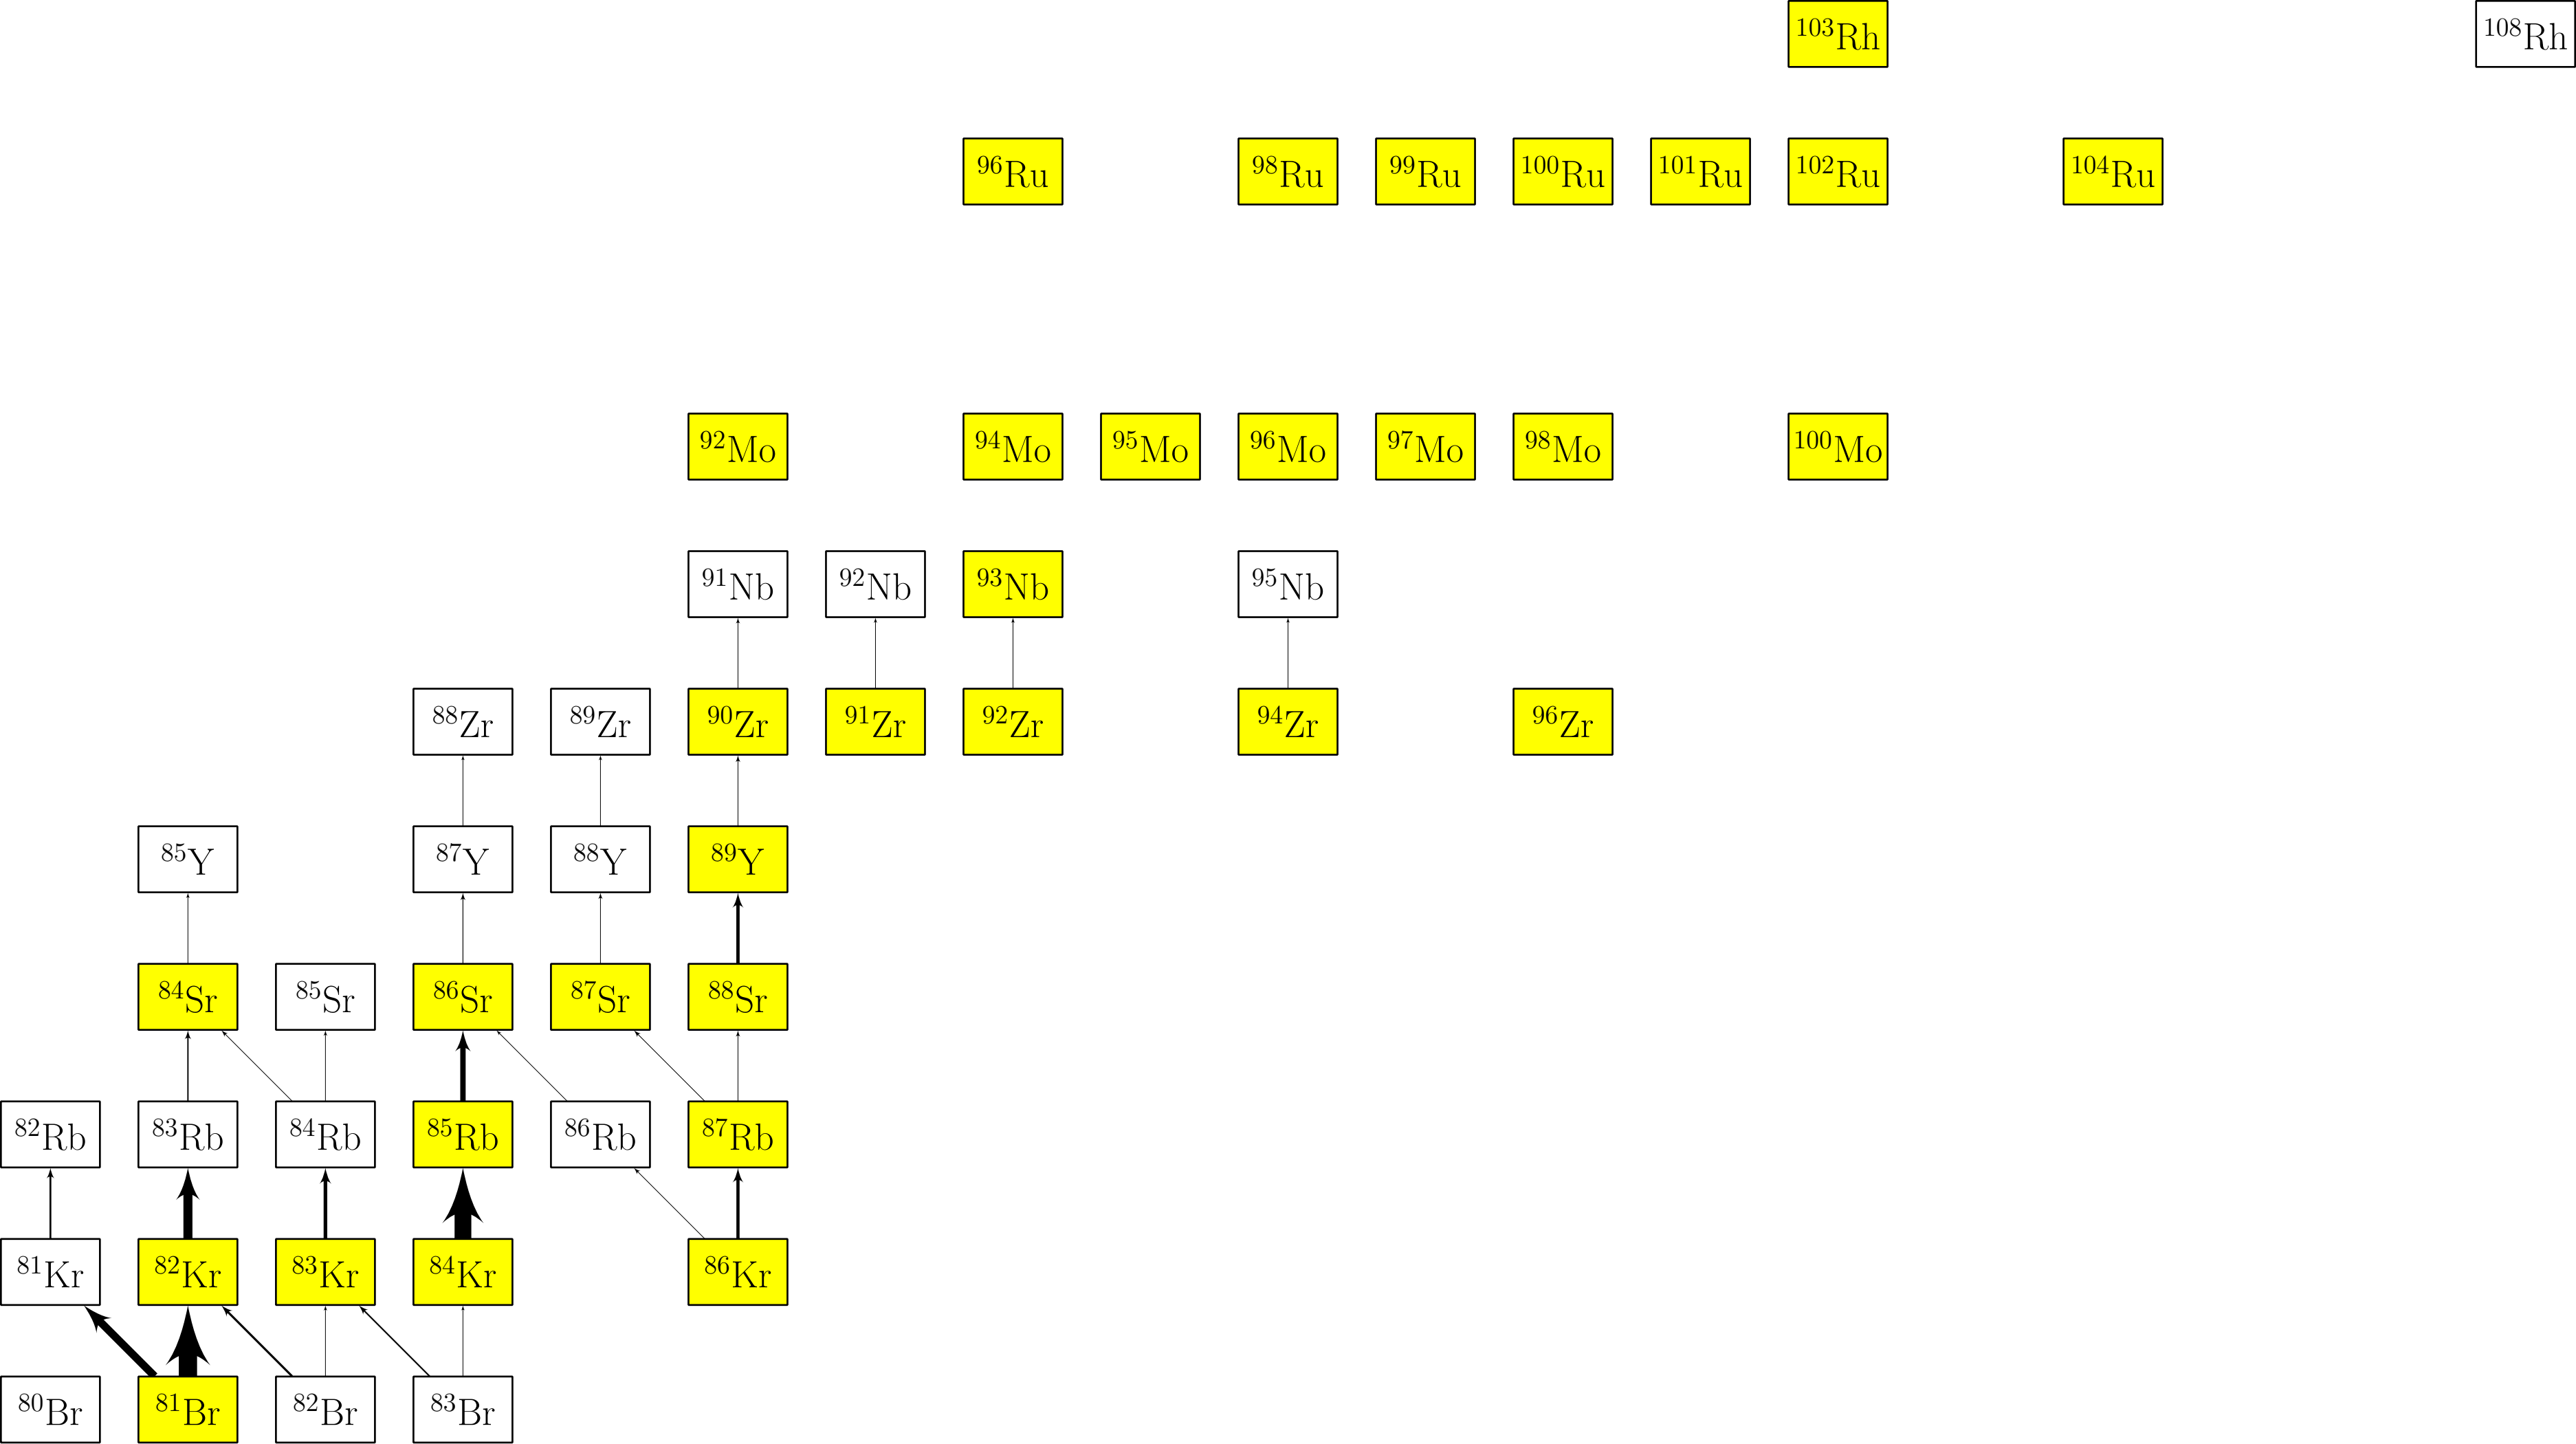 ¹⁰³Rh ¹⁰⁸Rh
⁹⁶Ru ⁹⁸Ru ⁹⁹Ru ¹⁰⁰Ru ¹⁰¹Ru ¹⁰²Ru ¹⁰⁴Ru
⁹²Mo ⁹⁴Mo ⁹⁵Mo ⁹⁶Mo ⁹⁷Mo ⁹⁸Mo ¹⁰⁰Mo
⁹¹Nb ⁹²Nb ⁹³Nb ⁹⁵Nb
⁸⁸Zr ⁸⁹Zr ⁹⁰Zr ⁹¹Zr ⁹²Zr ⁹⁴Zr ⁹⁶Zr
⁸⁵Y ⁸⁷Y ⁸⁸Y ⁸⁹Y
⁸⁴Sr ⁸⁵Sr ⁸⁶Sr ⁸⁷Sr ⁸⁸Sr
⁸²Rb ⁸³Rb ⁸⁴Rb ⁸⁵Rb ⁸⁶Rb ⁸⁷Rb
⁸¹Kr ⁸²Kr ⁸³Kr ⁸⁴Kr ⁸⁶Kr
⁸⁰Br ⁸¹Br ⁸²Br ⁸³Br